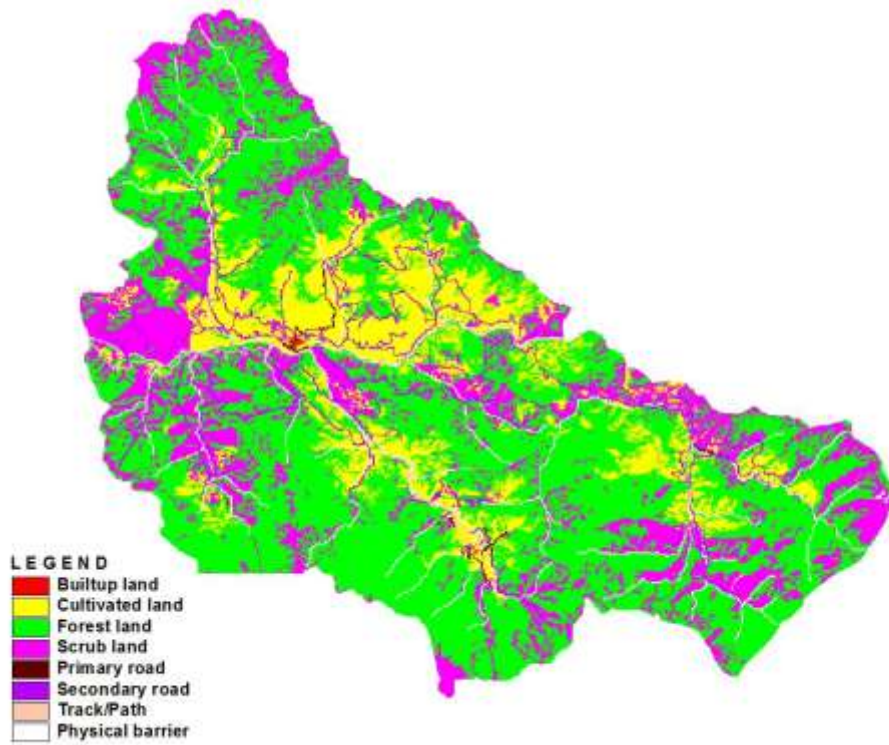 LEGEND
Builtup land
Cultivated land
Forest land
Scrub land
Primary road
Secondary road
Track/Path
Physical barrier